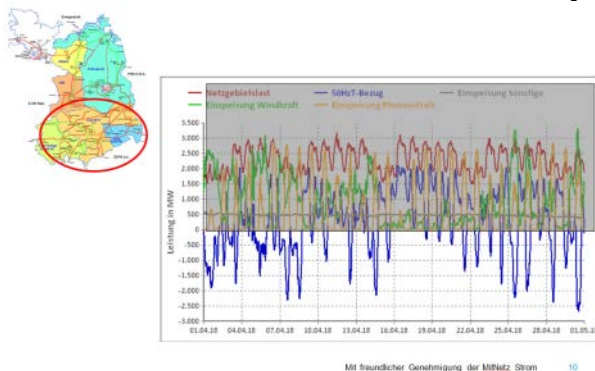 Netzgebietslast
50HzT-Bezug
Einspeisung Sonstige
Einspeisung Windkraft
Einspeisung Photovoltaik
Leistung in MW
3.500
3.000
2.500
2.000
1.500
1.000
500
0
-500
-1.000
-1.500
-2.000
-2.500
-3.000
01.04.18 04.04.18 07.04.18 10.04.18 13.04.18 16.04.18 19.04.18 22.04.18 25.04.18 28.04.18 01.05.18
Mit freundlicher Genehmigung der MitNetz Strom
10